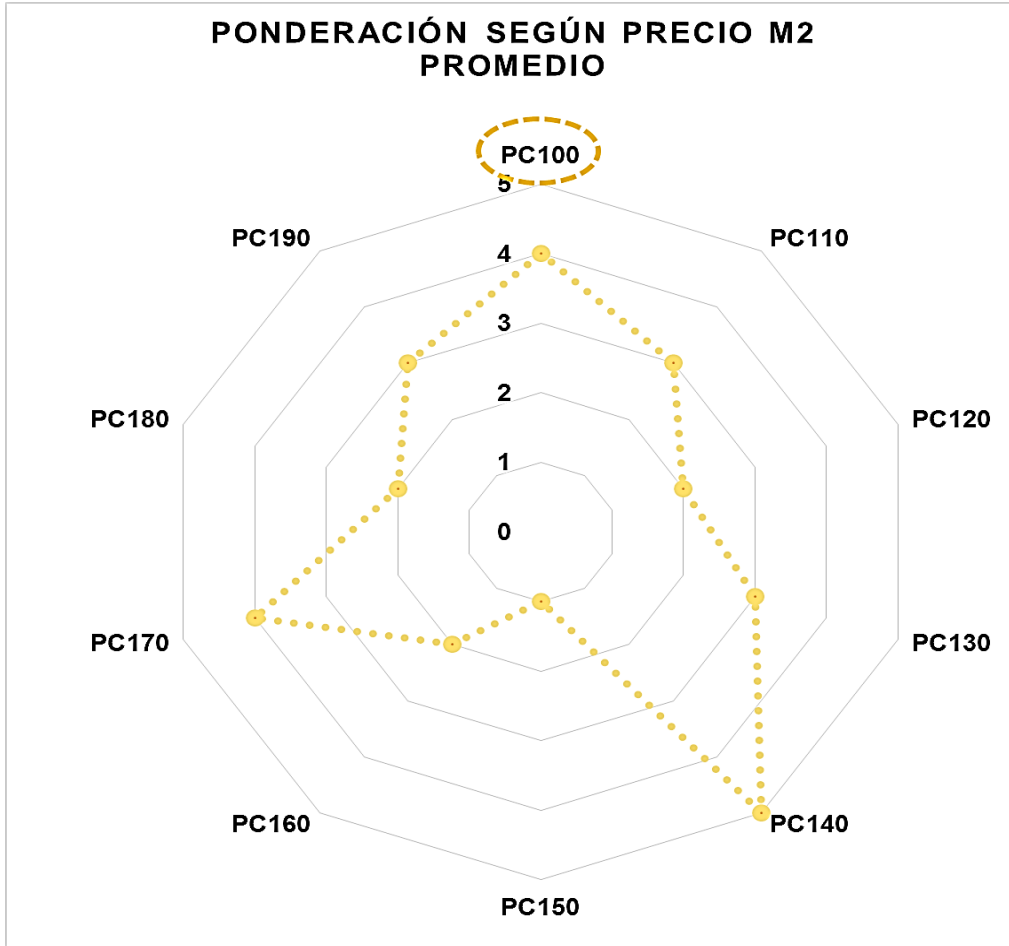 PONDERACIÓN SEGÚN PRECIO M2
PROMEDIO
PC100
5
PC190
PC110
4
3
2
PC180
PC120
1
0
PC170
PC130
PC160
PC140
PC150